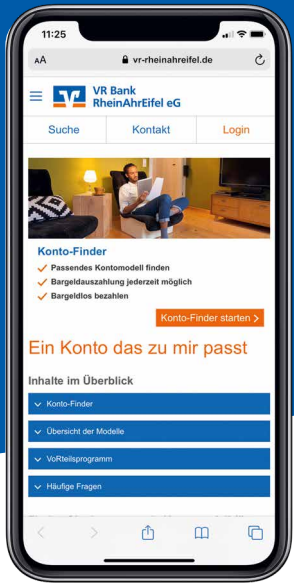 11:25
AA vr-rheinahreifel.de
VR Bank
RheinAhrEifel eG
Suche Kontakt Login
Konto-Finder
Passendes Kontomodell finden
Bargeldauszahlung jederzeit möglich
Bargeldlos bezahlen
Konto-Finder starten >
Ein Konto das zu mir passt
Inhalte im Überblick
Konto-Finder
Übersicht der Modelle
VoRteilsprogramm
Häufige Fragen